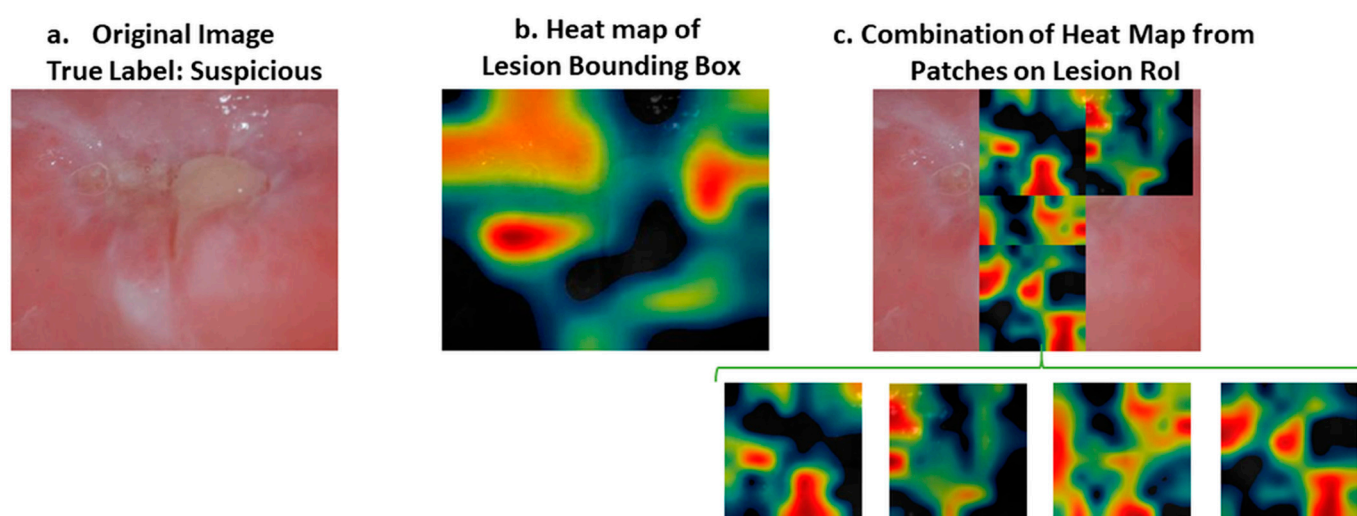 a. Original Image
True Label: Suspicious
b. Heat map of
Lesion Bounding Box
c. Combination of Heat Map from
Patches on Lesion RoI